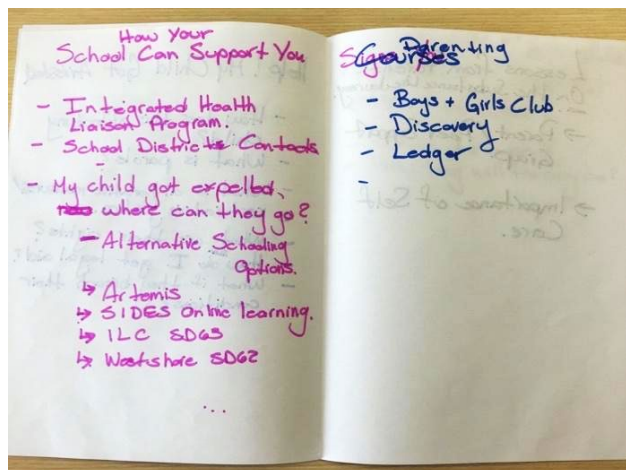 How Your
School Can Support You
- Integrated Health
Liaison Program.
- School District Contacts
-
- My child got expelled,
where can they go?
- Alternative Schooling
Options.
↳ Artemis
↳ SIDES Online learning.
↳ ILC SD63
↳ Westshore SD62
...
Parenting
Courses
- Boys + Girls Club
- Discovery
- Ledger
-